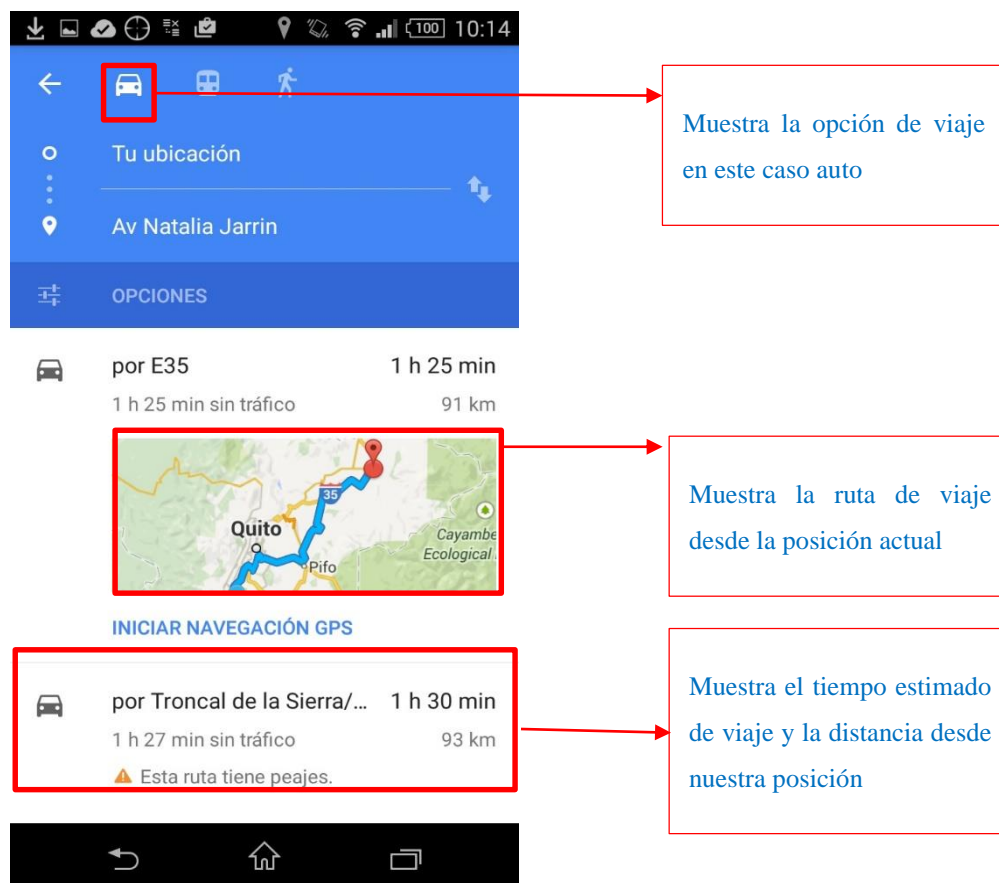 100 10:14
Tu ubicación
Av Natalia Jarrin
OPCIONES
por E35 1 h 25 min
1 h 25 min sin tráfico 91 km
35
Quito
Pifo
Cayambe
Ecological
INICIAR NAVEGACIÓN GPS
por Troncal de la Sierra/... 1 h 30 min
1 h 27 min sin tráfico 93 km
Esta ruta tiene peajes.
Muestra la opción de viaje
en este caso auto
Muestra la ruta de viaje
desde la posición actual
Muestra el tiempo estimado
de viaje y la distancia desde
nuestra posición